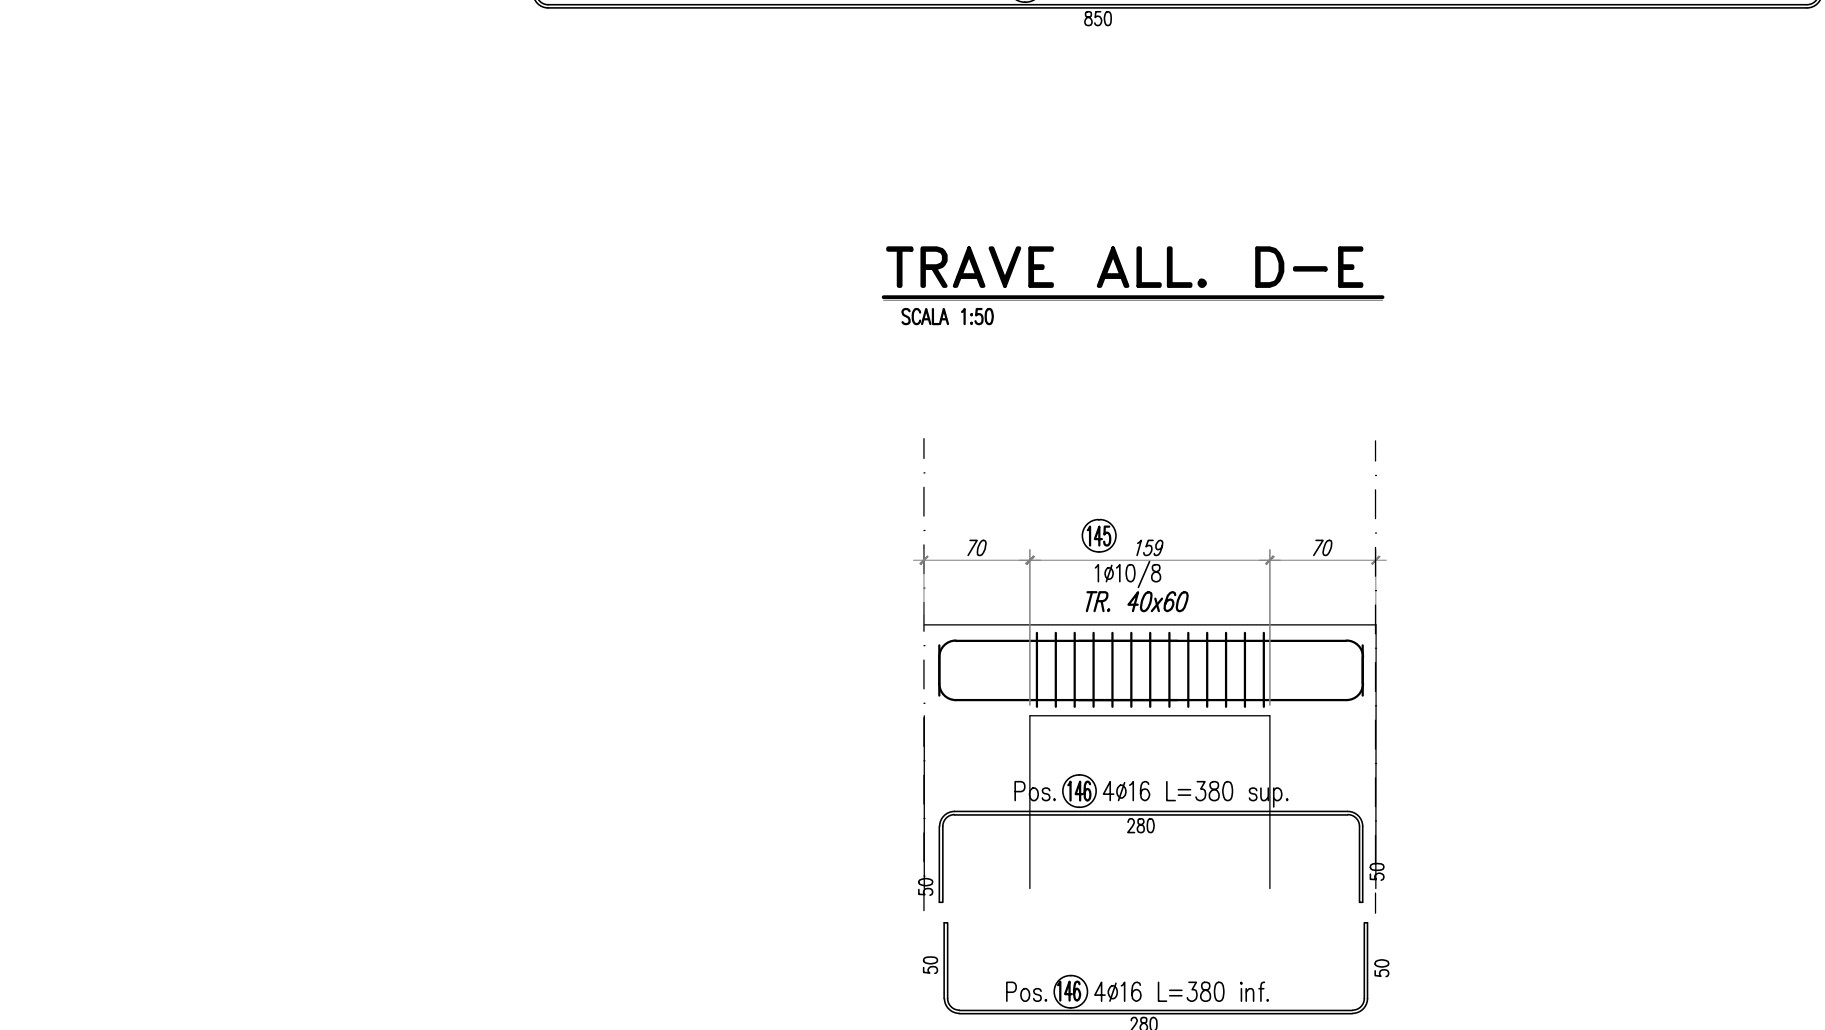 850
TRAVE ALL. D-E
SCALA 1:50
145
70 159 70
1ø10/8
TR. 40x60
Pos. 146 4ø16 L=380 sup.
280
50 50
50 50
Pos. 146 4ø16 L=380 inf.
280